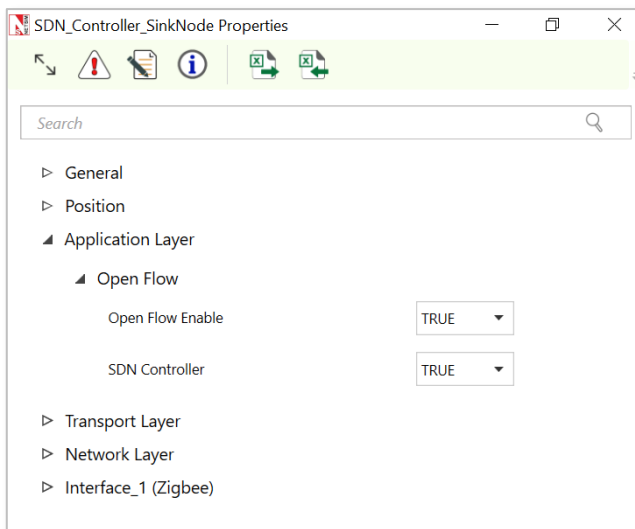 SDN_Controller_SinkNode Properties
Search
General
Position
Application Layer
Open Flow
Open Flow Enable TRUE
SDN Controller TRUE
Transport Layer
Network Layer
Interface_1 (Zigbee)